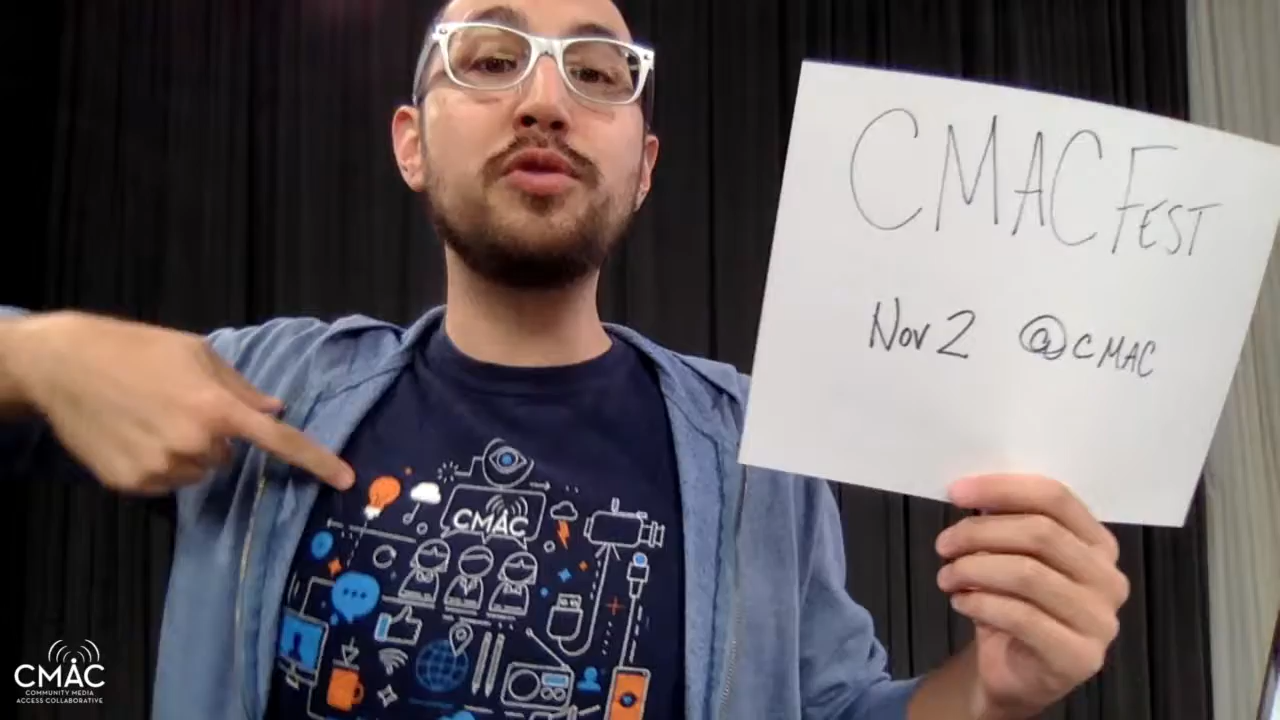 CMAC FEST
Nov 2 @CMAC
CMAC
CMAC
COMMUNITY MEDIA
ACCESS COLLABORATIVE